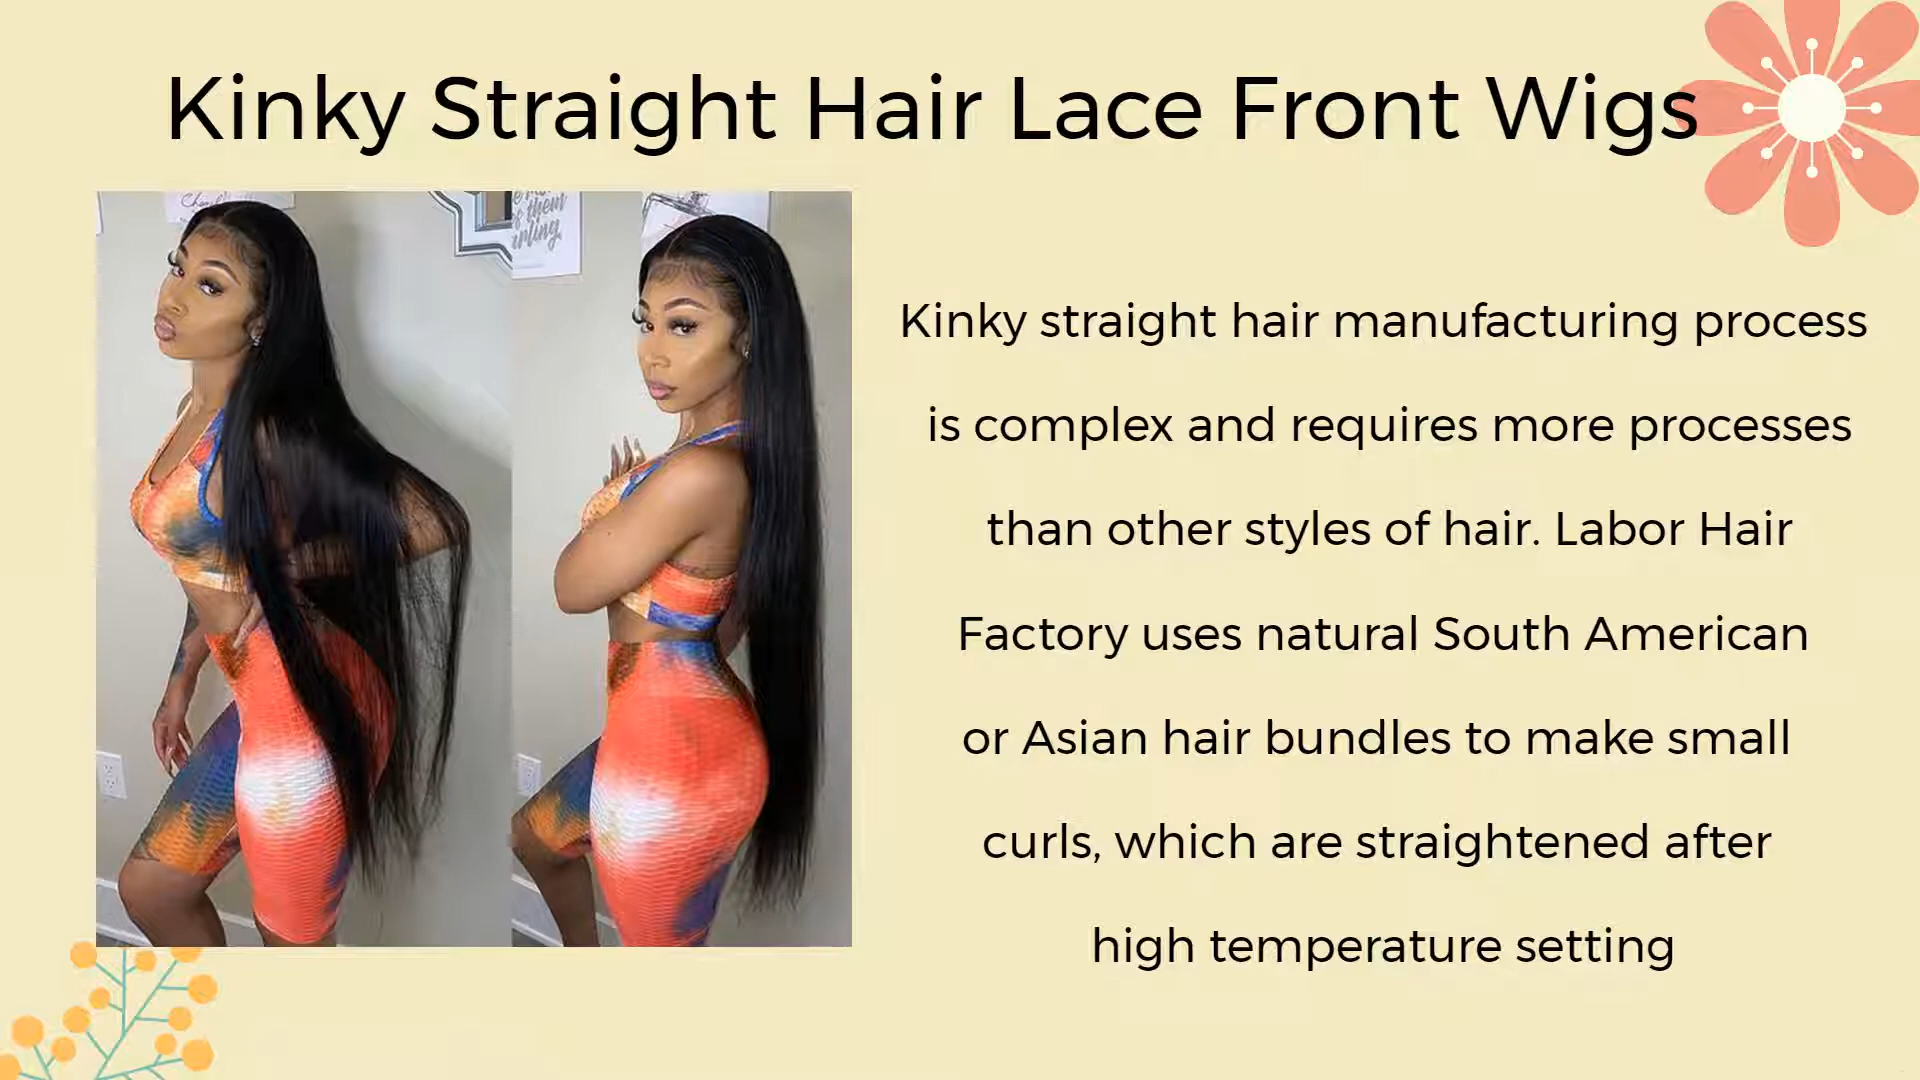 Kinky Straight Hair Lace Front Wigs
s them
Kinky straight hair manufacturing process
is complex and requires more processes
than other styles of hair. Labor Hair
Factory uses natural South American
or Asian hair bundles to make small
curls, which are straightened after
high temperature setting